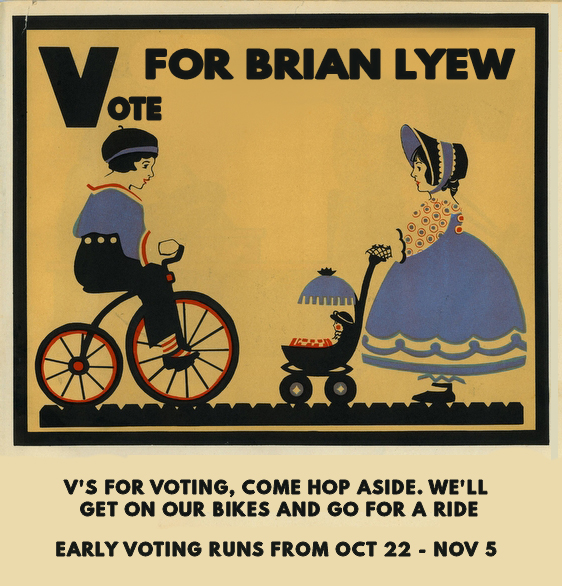 VOTE FOR BRIAN LYEW
V'S FOR VOTING, COME HOP ASIDE. WE'LL
GET ON OUR BIKES AND GO FOR A RIDE
EARLY VOTING RUNS FROM OCT 22 - NOV 5